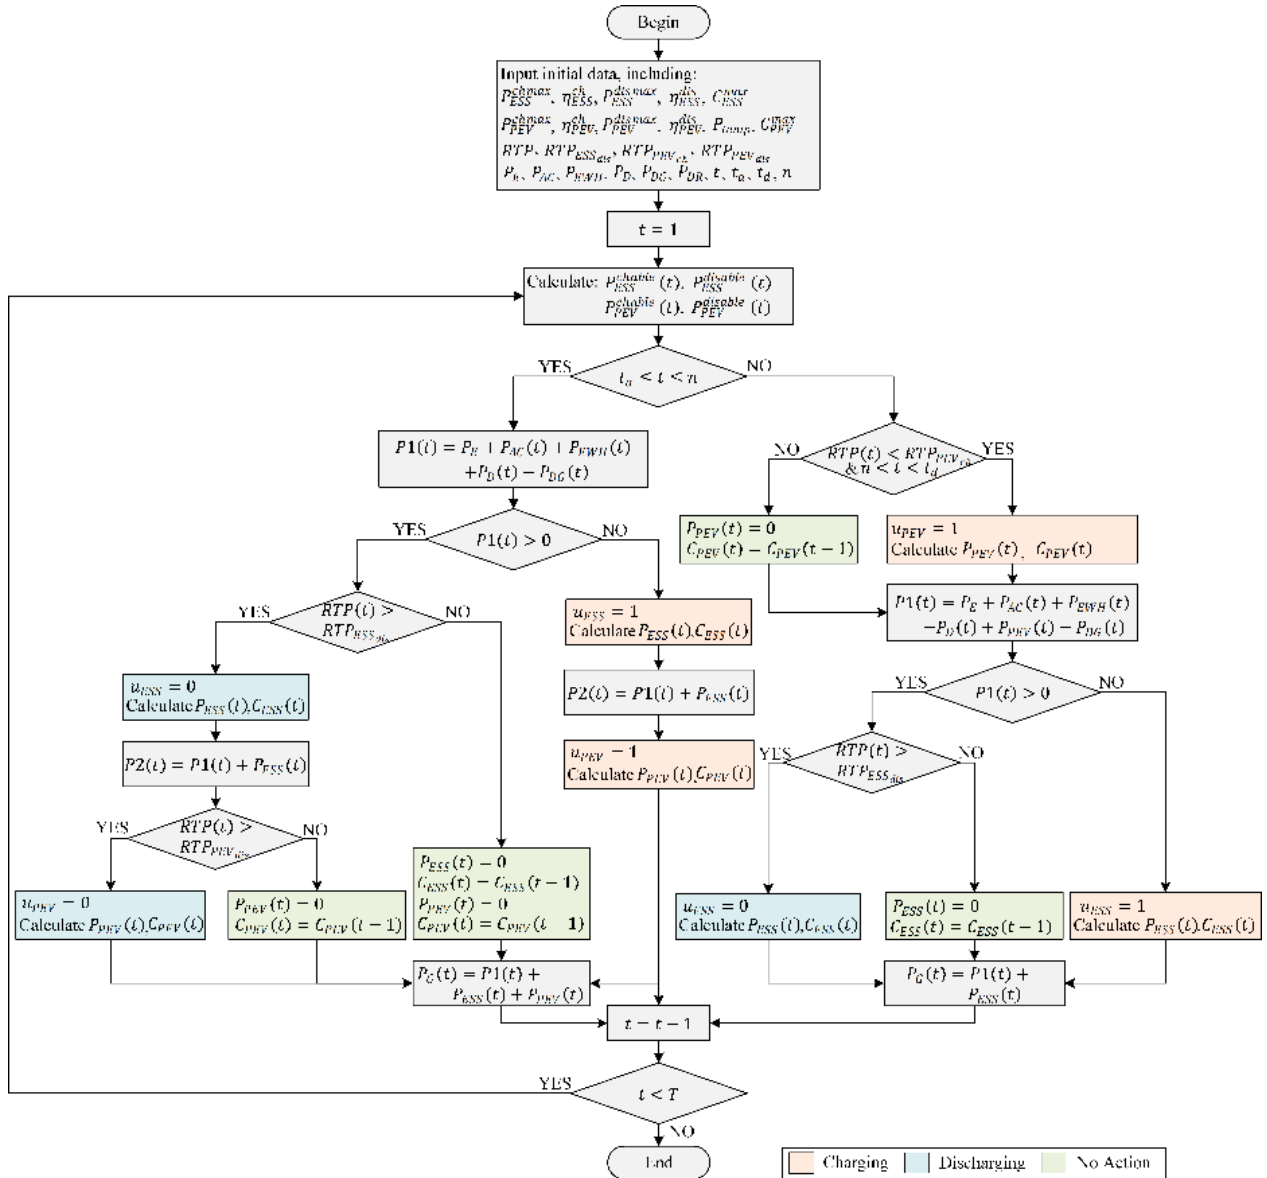 Begin
Input initial data, including:
P_ESS^chmax, η_ESS^ch, P_ESS^dismax, η_ESS^dis, C_ESS^max
P_PEV^chmax, η_PEV^ch, P_PEV^dismax, η_PEV^dis, P_temp, C_PEV^max
RTP, RTP_ESS_dis, RTP_PEV_ch, RTP_PEV_dis
P_E, P_AC, P_EWH, P_D, P_DG, P_DR, t, t_a, t_d, n
t = 1
Calculate: P_ESS^chable(t), P_ESS^disable(t)
P_PEV^chable(t), P_PEV^disable(t)
YES
t_a < t < n
NO
P1(t) = P_E + P_AC(t) + P_EWH(t)
+P_D(t) − P_DG(t)
NO
RTP(t) < RTP_PEV_ch
& n < t < t_d
YES
YES
P1(t) > 0
NO
P_PEV(t) = 0
C_PEV(t) = C_PEV(t − 1)
u_PEV = 1
Calculate P_PEV(t), C_PEV(t)
YES
RTP(t) >
RTP_ESS_dis
NO
u_ESS = 1
Calculate P_ESS(t), C_ESS(t)
P1(t) = P_E + P_AC(t) + P_EWH(t)
−P_D(t) + P_PEV(t) − P_DG(t)
u_ESS = 0
Calculate P_ESS(t), C_ESS(t)
P2(t) = P1(t) + P_ESS(t)
YES
P1(t) > 0
NO
P2(t) = P1(t) + P_ESS(t)
u_PEV = 1
Calculate P_PEV(t), C_PEV(t)
YES
RTP(t) >
RTP_ESS_dis
NO
YES
RTP(t) >
RTP_PEV_dis
NO
u_PEV = 0
Calculate P_PEV(t), C_PEV(t)
P_PEV(t) = 0
C_PEV(t) = C_PEV(t − 1)
P_ESS(t) = 0
C_ESS(t) = C_ESS(t − 1)
P_PEV(t) = 0
C_PEV(t) = C_PEV(t − 1)
u_ESS = 0
Calculate P_ESS(t), C_ESS(t)
P_ESS(t) = 0
C_ESS(t) = C_ESS(t − 1)
u_ESS = 1
Calculate P_ESS(t), C_ESS(t)
P_G(t) = P1(t) +
P_ESS(t) + P_PEV(t)
P_G(t) = P1(t) +
P_ESS(t)
t = t − 1
YES
t < T
NO
End
Charging
Discharging
No Action